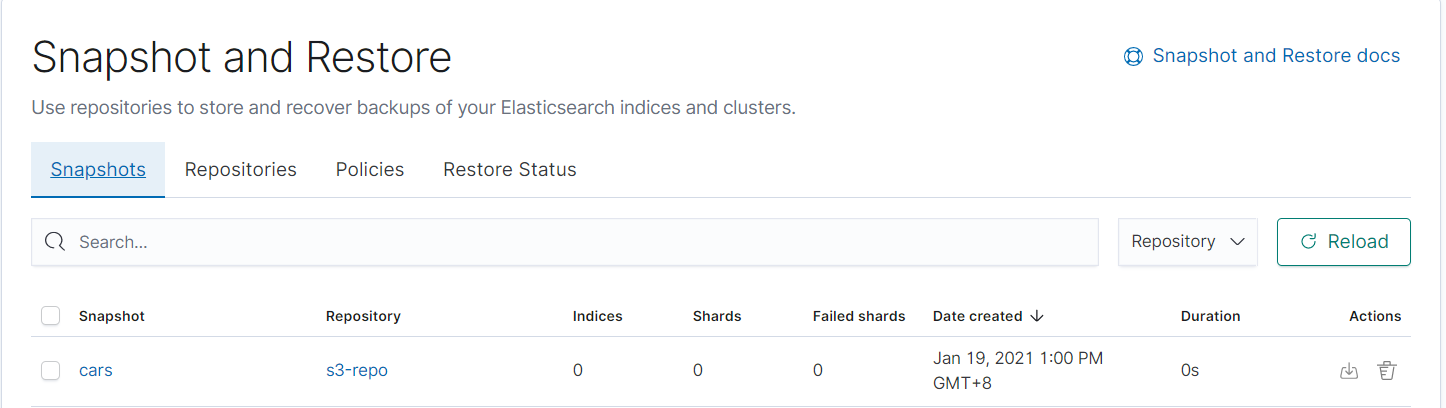 Snapshot and Restore
Snapshot and Restore docs
Use repositories to store and recover backups of your Elasticsearch indices and clusters.
Snapshots Repositories Policies Restore Status
Search... Repository Reload
Snapshot Repository Indices Shards Failed shards Date created Duration Actions
cars s3-repo 0 0 0 Jan 19, 2021 1:00 PM 0s
GMT+8